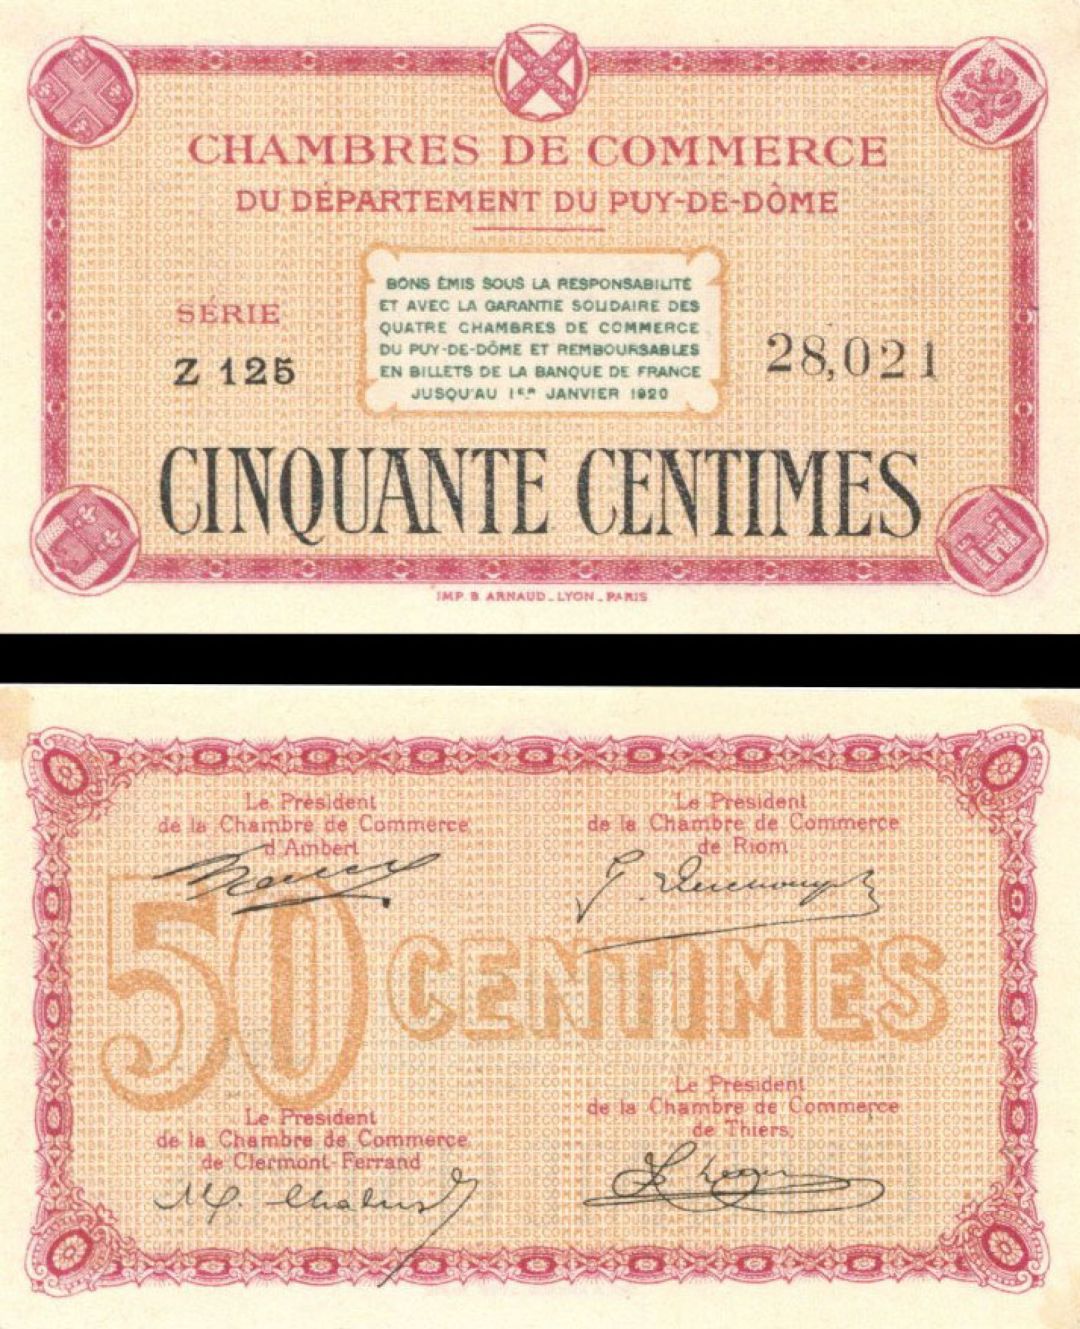 CHAMBRES DE COMMERCE
DU DÉPARTEMENT DU PUY-DE-DÔME
BONS ÉMIS SOUS LA RESPONSABILITÉ
ET AVEC LA GARANTIE SOLIDAIRE DES
QUATRE CHAMBRES DE COMMERCE
DU PUY-DE-DÔME ET REMBOURSABLES
EN BILLETS DE LA BANQUE DE FRANCE
JUSQU'AU 1ER JANVIER 1920
SÉRIE
Z 125
28,021
CINQUANTE CENTIMES
IMP. B. ARNAUD_LYON_PARIS
Le Président
de la Chambre de Commerce
d'Ambert
Le Président
de la Chambre de Commerce
de Riom
50 CENTIMES
Le Président
de la Chambre de Commerce
de Clermont-Ferrand
Le Président
de la Chambre de Commerce
de Thiers.